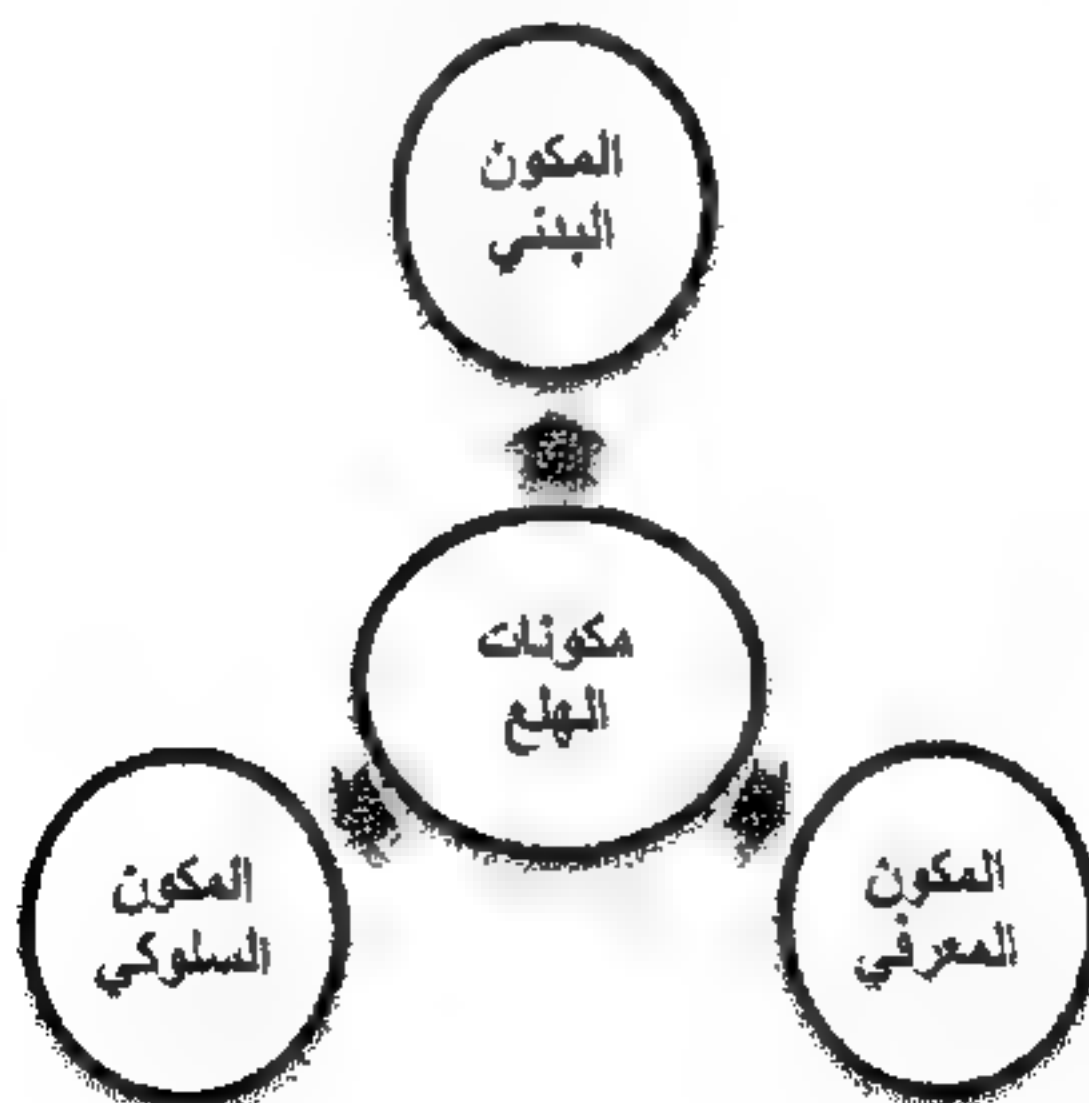 المكون
البدني
مكونات
الهلع
المكون
المعرفي
المكون
السلوكي